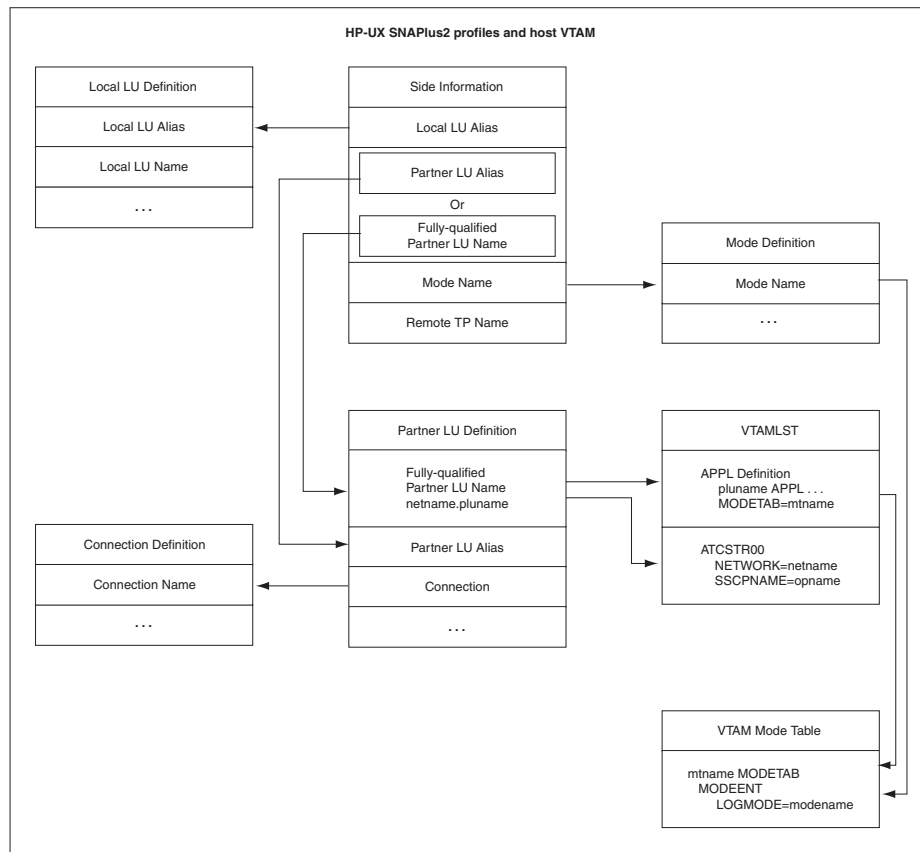 HP-UX SNAPlus2 profiles and host VTAM
Local LU Definition
Local LU Alias
Local LU Name
...
Side Information
Local LU Alias
Partner LU Alias
Or
Fully-qualified
Partner LU Name
Mode Name
Remote TP Name
Mode Definition
Mode Name
...
Partner LU Definition
Fully-qualified
Partner LU Name
netname.pluname
Partner LU Alias
Connection
...
VTAMLST
APPL Definition
pluname APPL ...
MODETAB=mtname
ATCSTR00
NETWORK=netname
SSCPNAME=opname
Connection Definition
Connection Name
...
VTAM Mode Table
mtname MODETAB
MODEENT
LOGMODE=modename